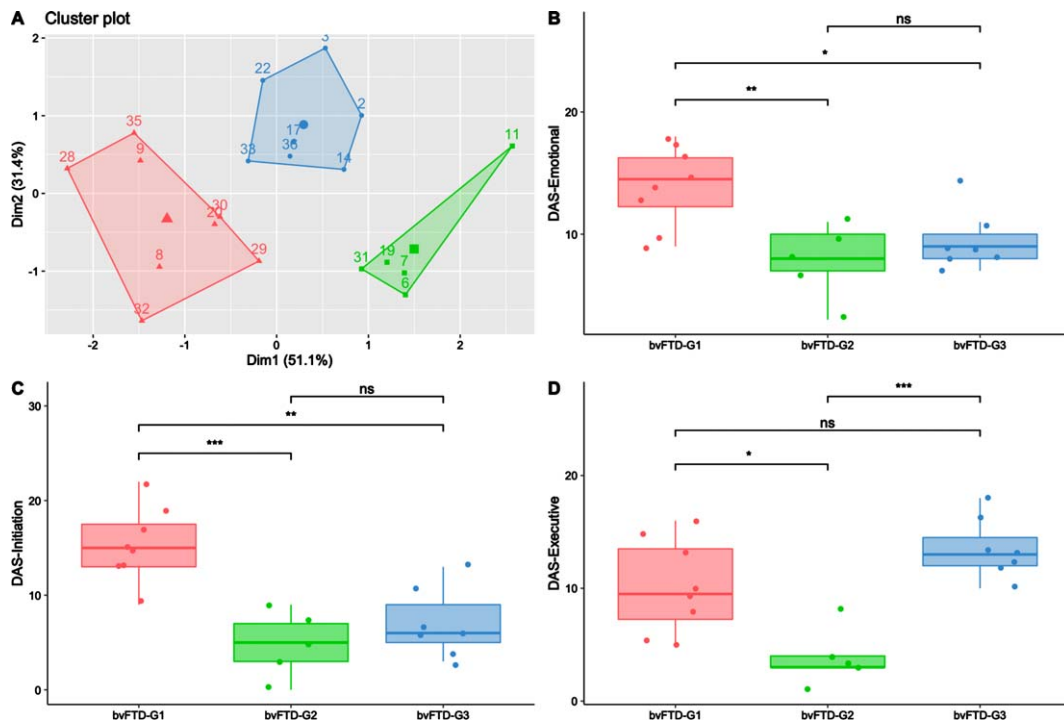 A Cluster plot
2
1
0
-1
Dim2 (31.4%)
3
22
2
17
36
33
14
35
9
28
30
20
8
29
32
11
19
31
7
6
-2 -1 0 1 2
Dim1 (51.1%)
B
ns
*
**
20
10
DAS-Emotional
bvFTD-G1 bvFTD-G2 bvFTD-G3
C
ns
**
***
30
20
10
0
DAS-Initiation
bvFTD-G1 bvFTD-G2 bvFTD-G3
D
***
ns
*
20
10
0
DAS-Executive
bvFTD-G1 bvFTD-G2 bvFTD-G3